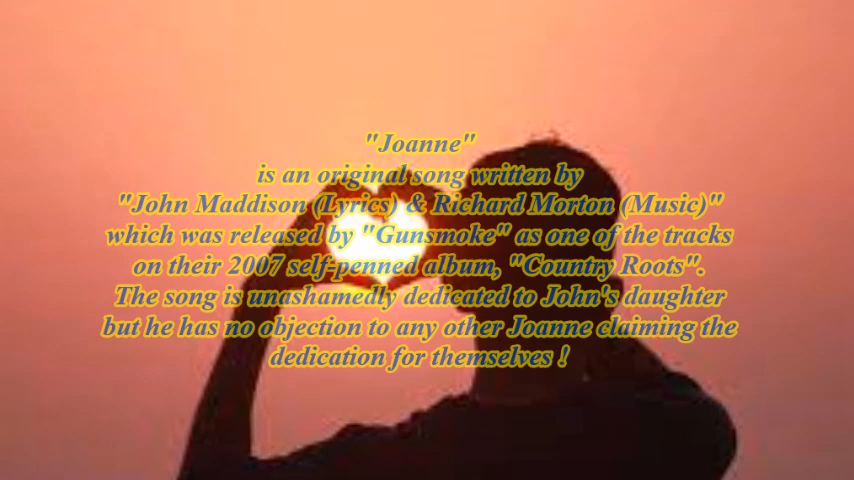 "Joanne"
is an original song written by
"John Maddison (Lyrics) & Richard Morton (Music)"
which was released by "Gunsmoke" as one of the tracks
on their 2007 self-penned album, "Country Roots".
The song is unashamedly dedicated to John's daughter
but he has no objection to any other Joanne claiming the
dedication for themselves !